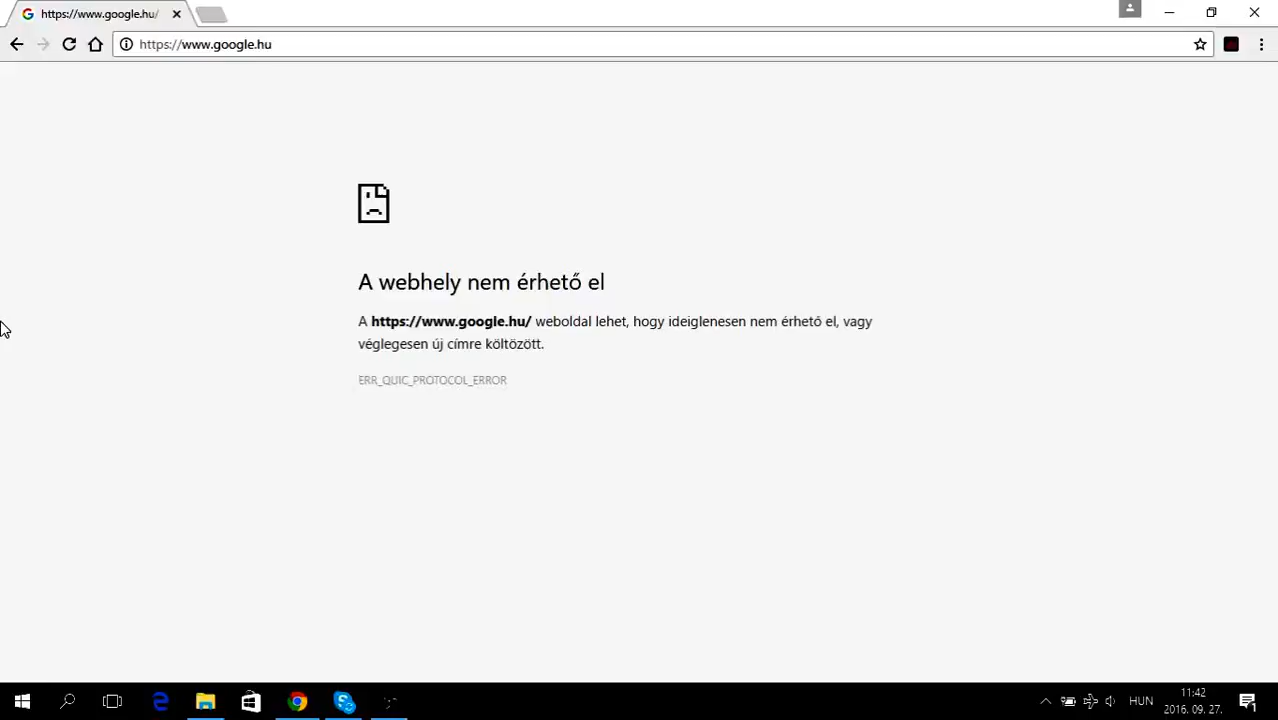 https://www.google.hu/
https://www.google.hu
A webhely nem érhető el
A https://www.google.hu/ weboldal lehet, hogy ideiglenesen nem érhető el, vagy
véglegesen új címre költözött.
ERR_QUIC_PROTOCOL_ERROR
HUN
11:42
2016. 09. 27.